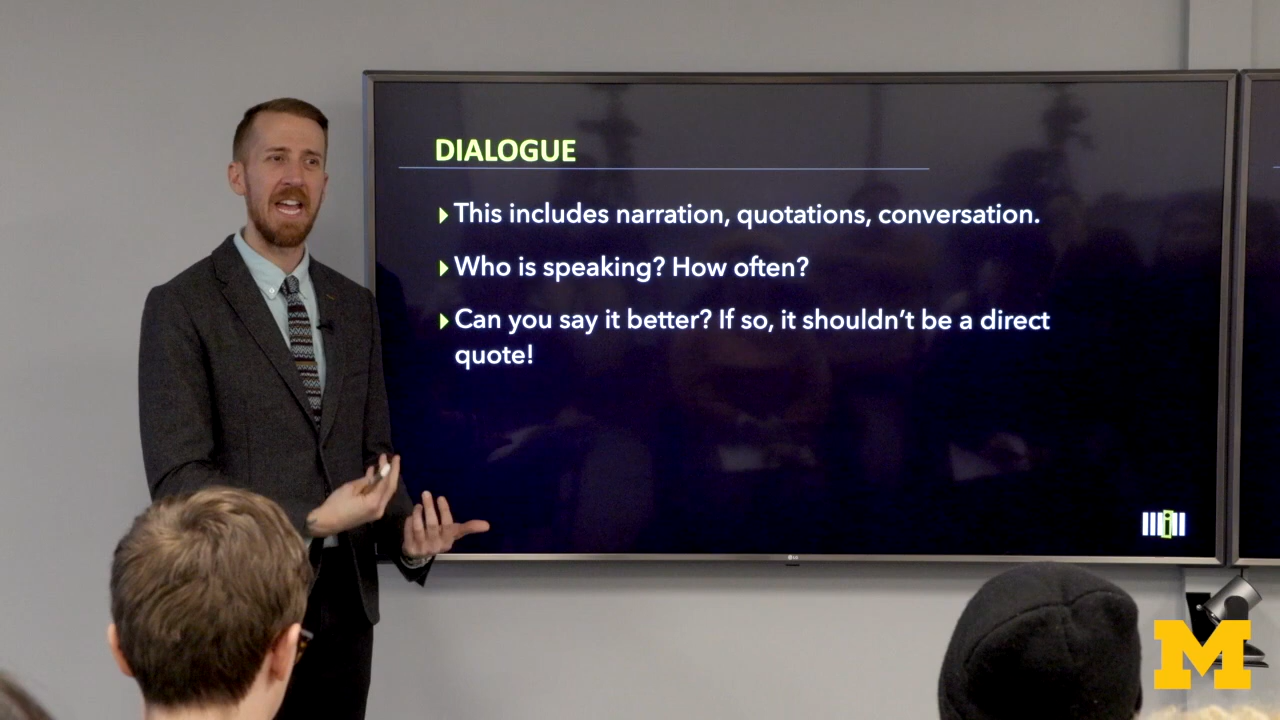 DIALOGUE
This includes narration, quotations, conversation.
Who is speaking? How often?
Can you say it better? If so, it shouldn't be a direct
quote!
LG
M